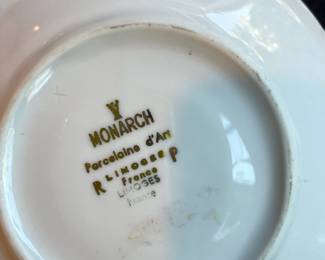 MONARCH
Porcelaine d'Art
R LIMOGES P
France
LIMOGES
France